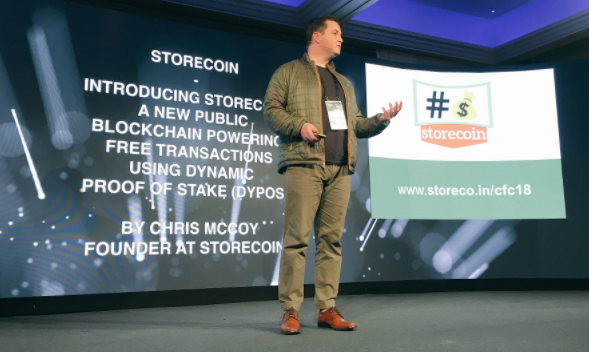 STORECOIN
-
INTRODUCING
A NEW PUBLIC
BLOCKCHAIN POWERING
FREE TRANSACTIONS
USING DYNAMIC
PROOF OF STAKE (DYPOS
BY CHRIS MCCOY
FOUNDER AT STORECOIN
#$
storecoin
www.storeco.in/cfc18